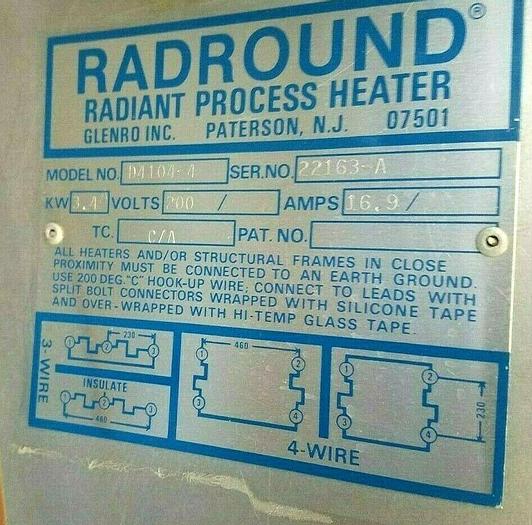 RADROUND®
RADIANT PROCESS HEATER
GLENRO INC. PATERSON, N.J. 07501
MODEL NO. D4104-4 SER.NO. 22163-A
KW 3.4 VOLTS 200 / AMPS 16.9/
TC. C/A PAT. NO.
ALL HEATERS AND/OR STRUCTURAL FRAMES IN CLOSE
PROXIMITY MUST BE CONNECTED TO AN EARTH GROUND.
USE 200 DEG. "C" HOOK-UP WIRE; CONNECT TO LEADS WITH
SPLIT BOLT CONNECTORS WRAPPED WITH SILICONE TAPE
AND OVER-WRAPPED WITH HI-TEMP GLASS TAPE.
3-WIRE
230
1 2 3
INSULATE
1 2 3
460
460
1 2
3 4
1 2
3 4
230
4-WIRE